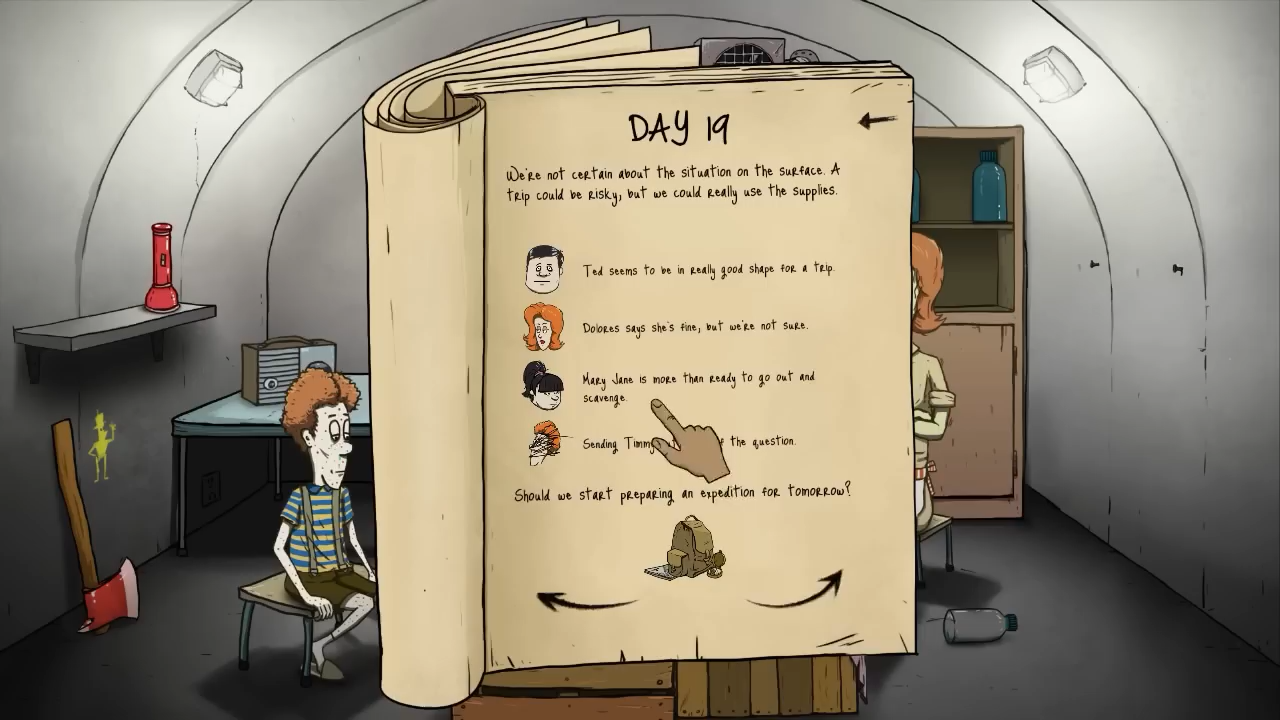 DAY 19
We're not certain about the situation on the surface. A
trip could be risky, but we could really use the supplies.
Ted seems to be in really good shape for a trip.
Dolores says she's fine, but we're not sure.
Mary Jane is more than ready to go out and
scavenge.
Sending Timmy the question.
Should we start preparing an expedition for tomorrow?